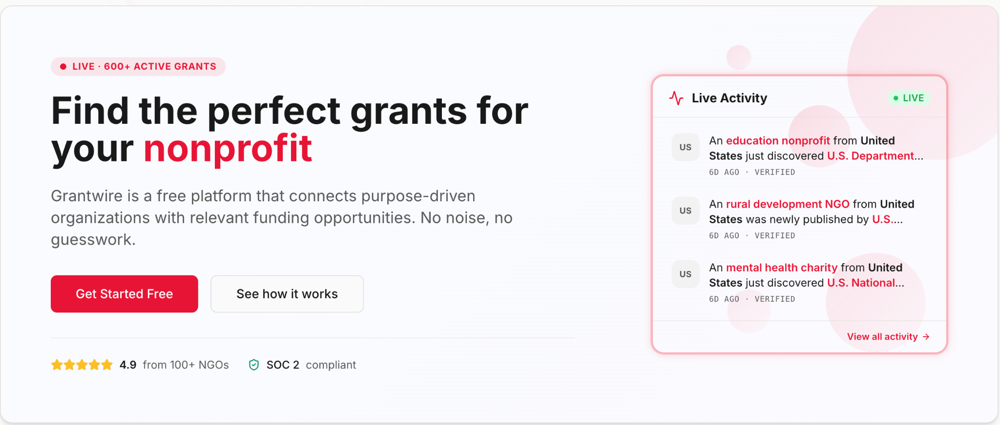 LIVE · 600+ ACTIVE GRANTS
Find the perfect grants for
your nonprofit
Grantwire is a free platform that connects purpose-driven
organizations with relevant funding opportunities. No noise, no
guesswork.
Get Started Free
See how it works
4.9 from 100+ NGOs
SOC 2 compliant
Live Activity
LIVE
US
An education nonprofit from United
States just discovered U.S. Department...
6D AGO · VERIFIED
US
An rural development NGO from United
States was newly published by U.S....
6D AGO · VERIFIED
US
An mental health charity from United
States just discovered U.S. National...
6D AGO · VERIFIED
View all activity →